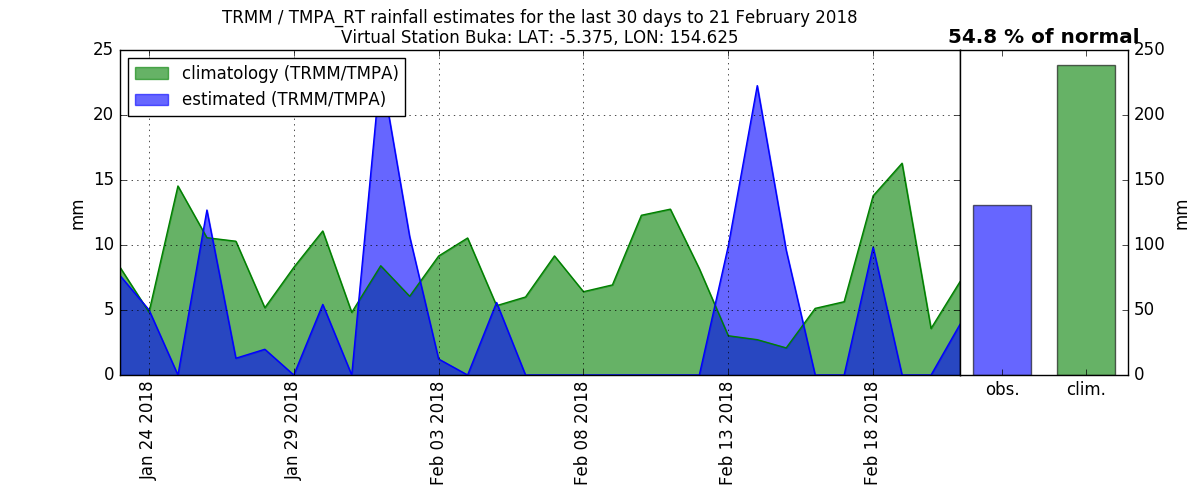 TRMM / TMPA_RT rainfall estimates for the last 30 days to 21 February 2018
Virtual Station Buka: LAT: -5.375, LON: 154.625
54.8 % of normal
climatology (TRMM/TMPA)
estimated (TRMM/TMPA)
25
20
15
10
5
0
mm
Jan 24 2018
Jan 29 2018
Feb 03 2018
Feb 08 2018
Feb 13 2018
Feb 18 2018
obs.
clim.
250
200
150
100
50
0
mm